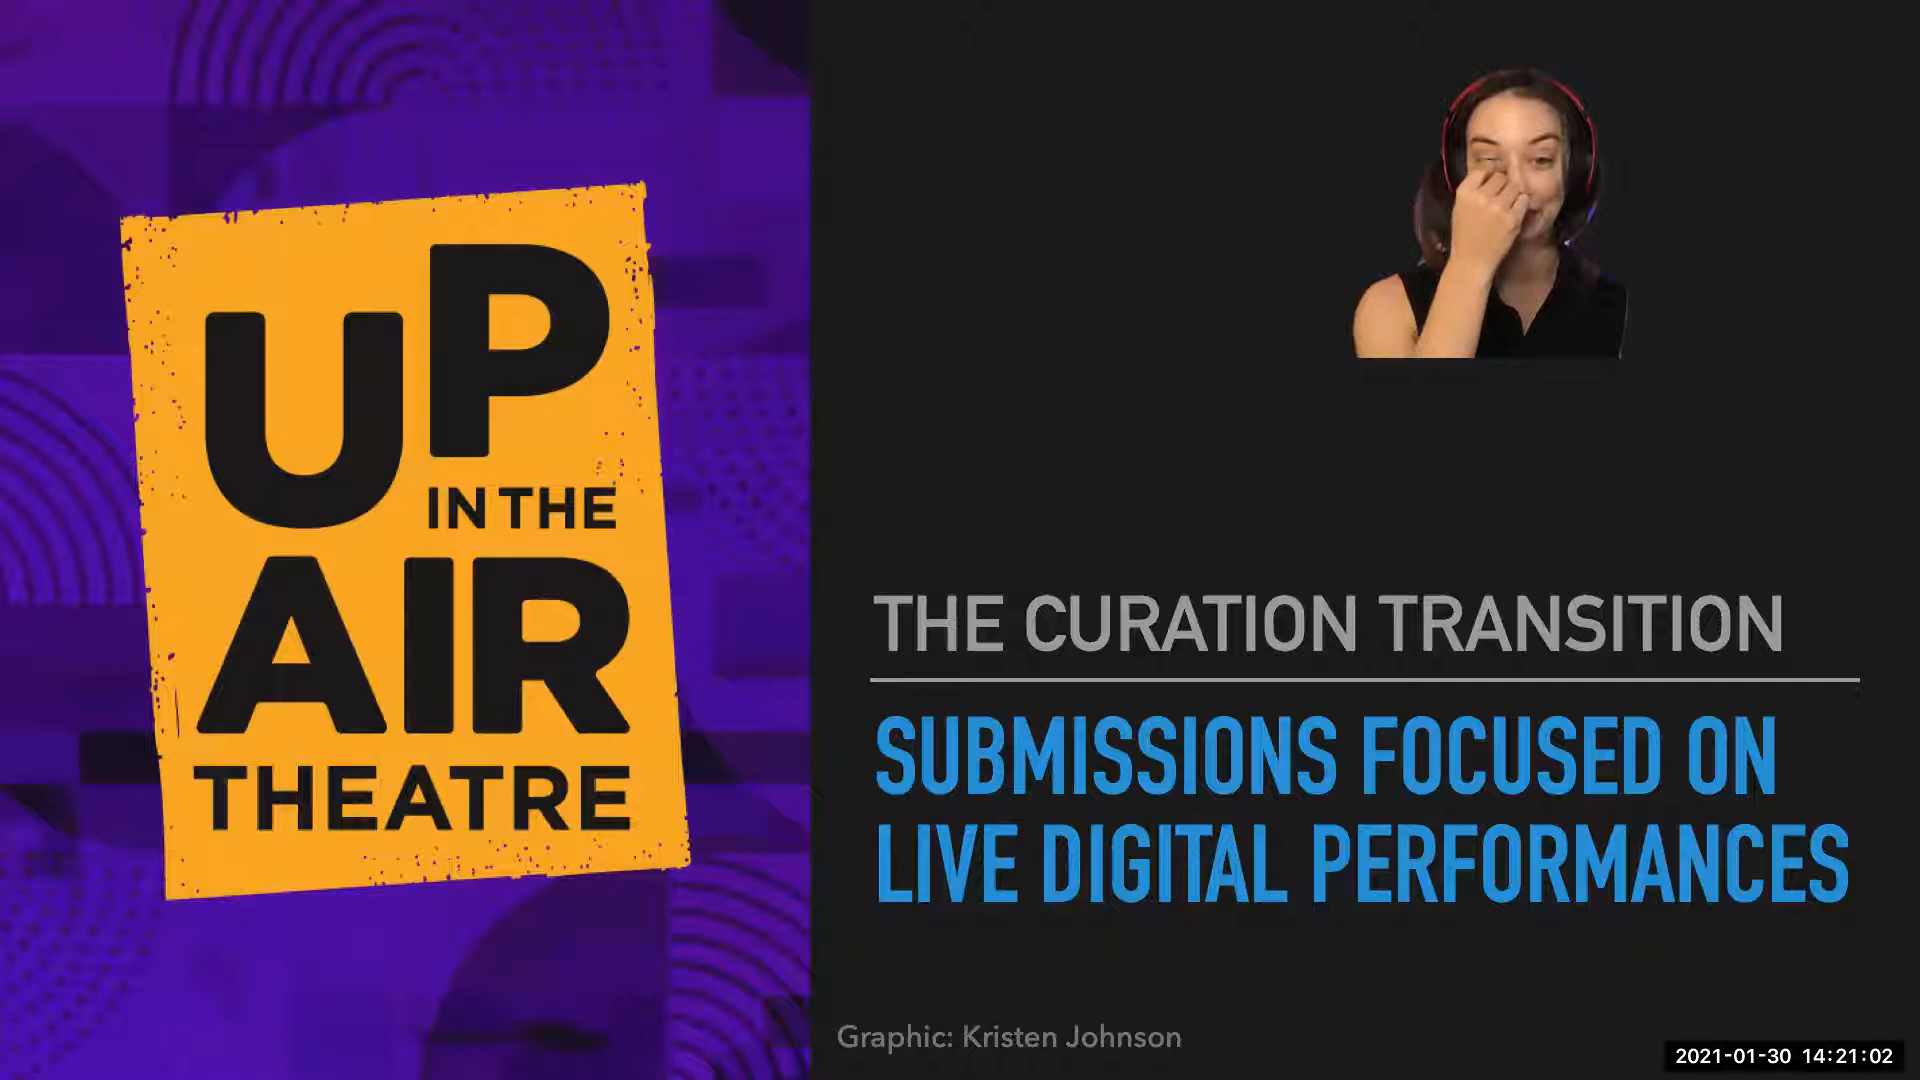 UP
IN THE
AIR
THEATRE
THE CURATION TRANSITION
SUBMISSIONS FOCUSED ON
LIVE DIGITAL PERFORMANCES
Graphic: Kristen Johnson
2021-01-30 14:21:02